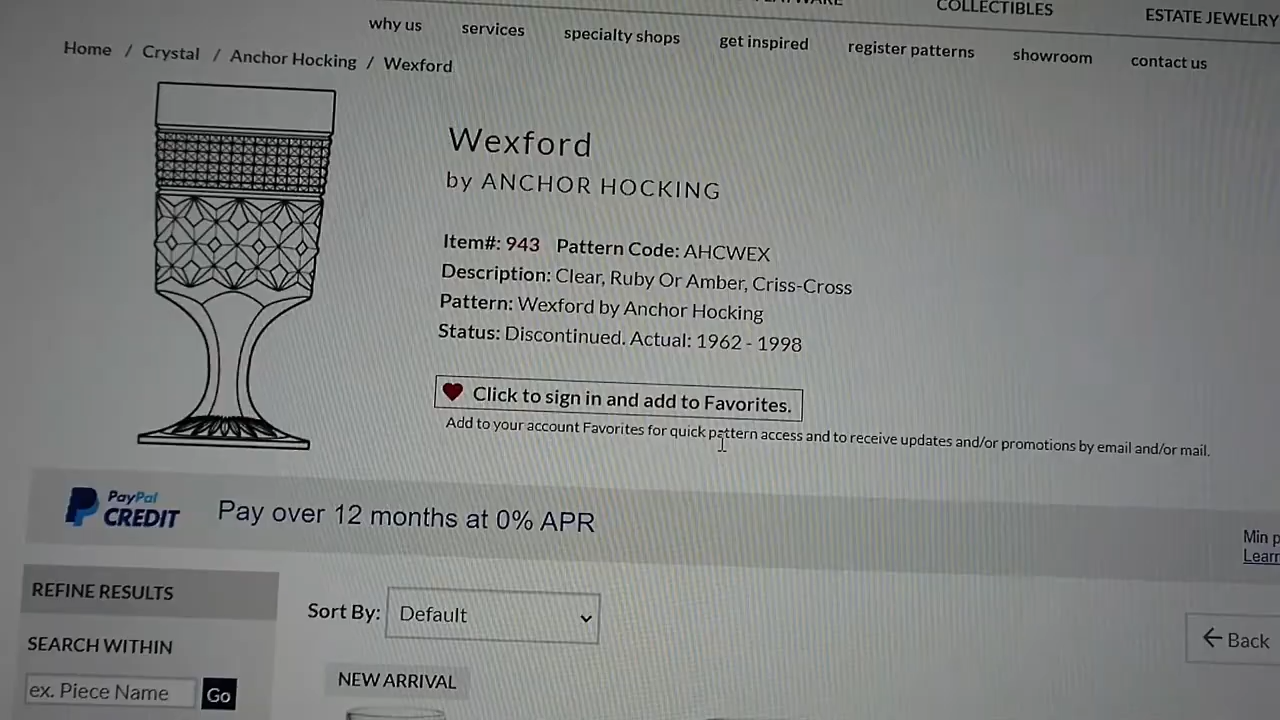 COLLECTIBLES
ESTATE JEWELRY
why us
services
specialty shops
get inspired
register patterns
showroom
contact us
Home / Crystal / Anchor Hocking / Wexford
Wexford
by ANCHOR HOCKING
Item#: 943 Pattern Code: AHCWEX
Description: Clear, Ruby Or Amber, Criss-Cross
Pattern: Wexford by Anchor Hocking
Status: Discontinued. Actual: 1962 - 1998
Click to sign in and add to Favorites.
Add to your account Favorites for quick pattern access and to receive updates and/or promotions by email and/or mail.
PayPal
CREDIT
Pay over 12 months at 0% APR
Min
Learn
REFINE RESULTS
Sort By: Default
Back
SEARCH WITHIN
ex. Piece Name
Go
NEW ARRIVAL